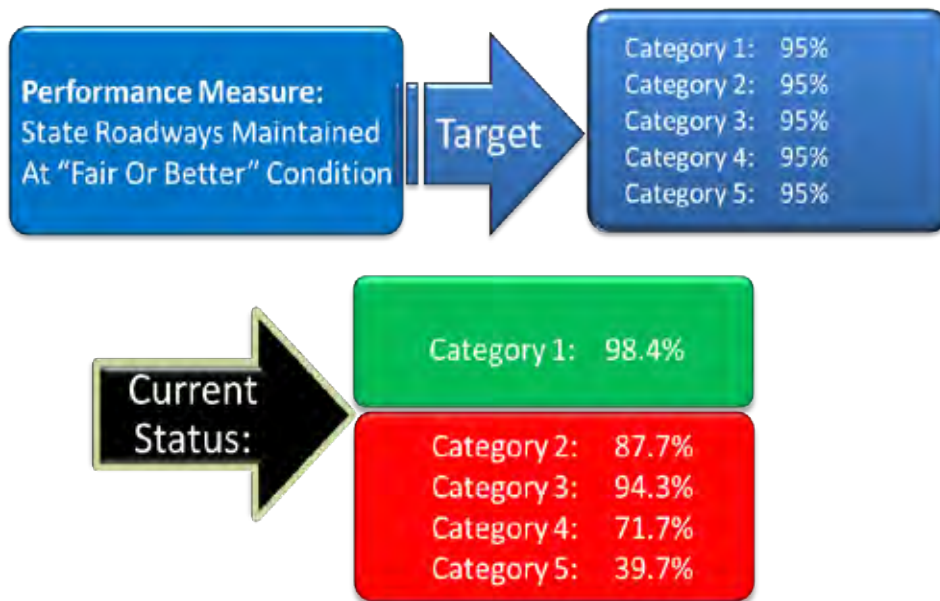 Performance Measure:
State Roadways Maintained
At “Fair Or Better” Condition
Target
Category 1: 95%
Category 2: 95%
Category 3: 95%
Category 4: 95%
Category 5: 95%
Current
Status:
Category 1: 98.4%
Category 2: 87.7%
Category 3: 94.3%
Category 4: 71.7%
Category 5: 39.7%